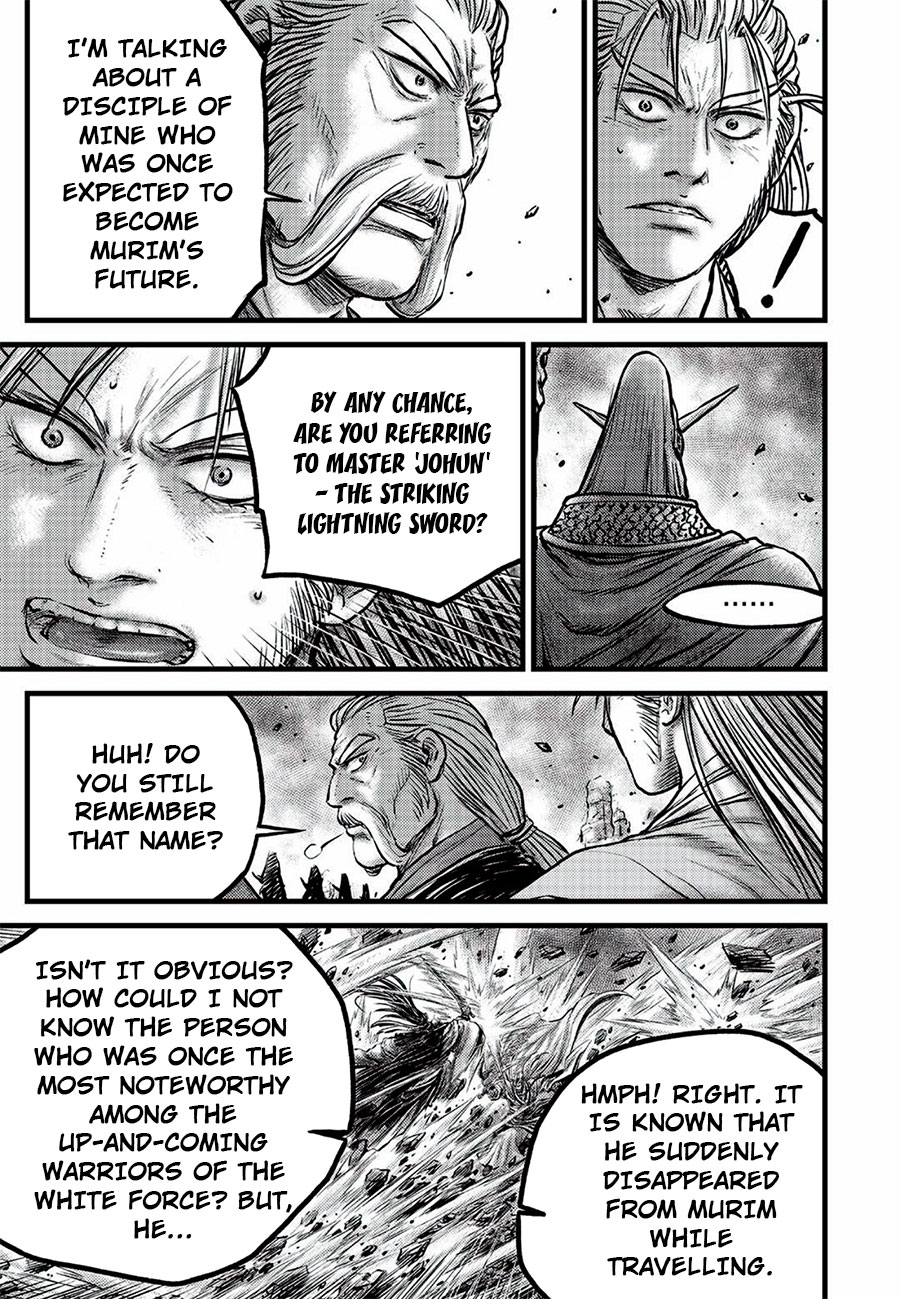 I'M TALKING
ABOUT A
DISCIPLE OF
MINE WHO
WAS ONCE
EXPECTED TO
BECOME
MURIM'S
FUTURE.
!
BY ANY CHANCE,
ARE YOU REFERRING
TO MASTER 'JOHUN'
- THE STRIKING
LIGHTNING SWORD?
......
HUH! DO
YOU STILL
REMEMBER
THAT NAME?
ISN'T IT OBVIOUS?
HOW COULD I NOT
KNOW THE PERSON
WHO WAS ONCE THE
MOST NOTEWORTHY
AMONG THE
UP-AND-COMING
WARRIORS OF THE
WHITE FORCE? BUT,
HE...
HMPH! RIGHT. IT
IS KNOWN THAT
HE SUDDENLY
DISAPPEARED
FROM MURIM
WHILE
TRAVELLING.